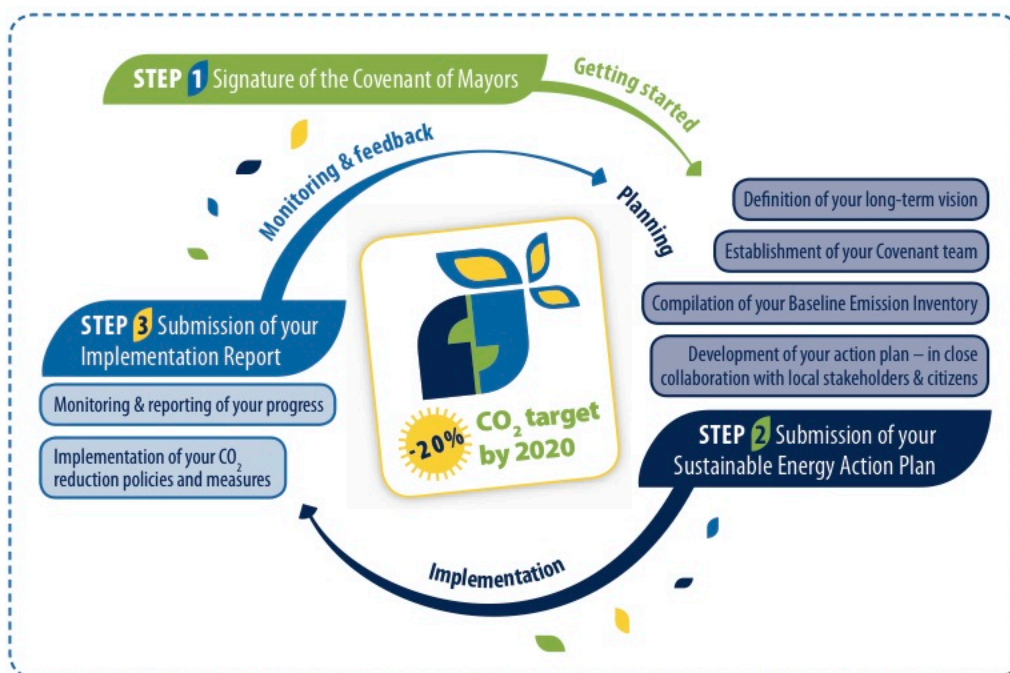 STEP 1 Signature of the Covenant of Mayors
Getting started
Monitoring & feedback
Planning
Definition of your long-term vision
Establishment of your Covenant team
Compilation of your Baseline Emission Inventory
Development of your action plan – in close
collaboration with local stakeholders & citizens
STEP 2 Submission of your
Sustainable Energy Action Plan
STEP 3 Submission of your
Implementation Report
Monitoring & reporting of your progress
Implementation of your CO₂
reduction policies and measures
-20%
CO₂ target
by 2020
Implementation